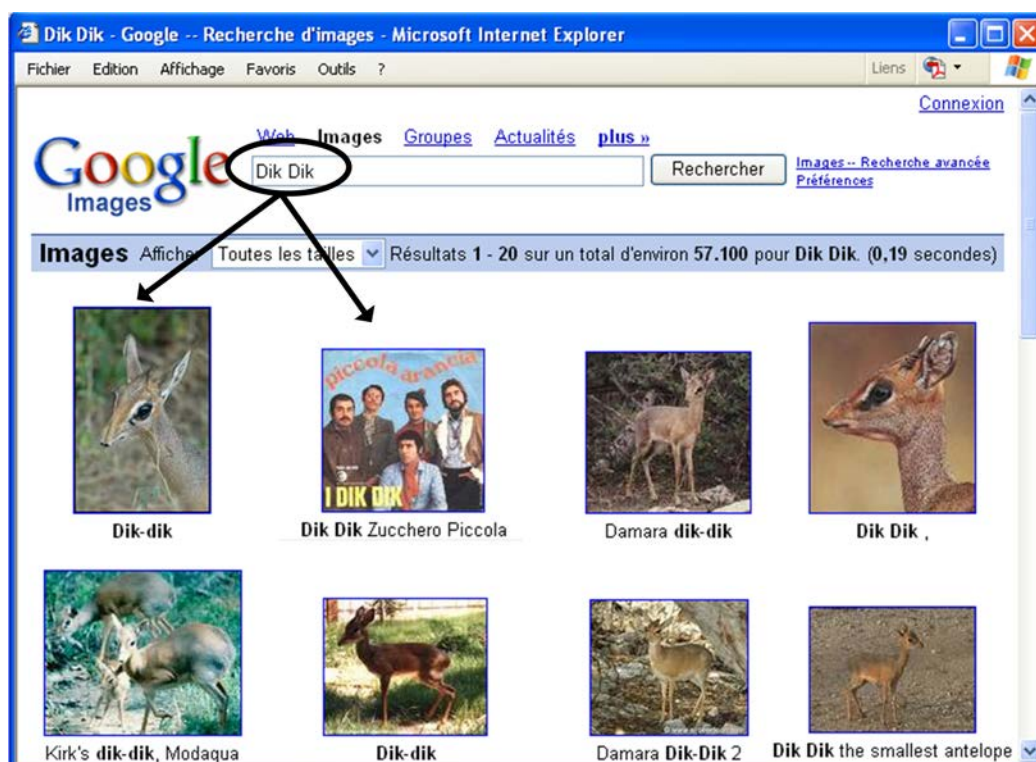 Dik Dik - Google -- Recherche d'images - Microsoft Internet Explorer
Fichier Edition Affichage Favoris Outils ?
Liens
Connexion
Web Images Groupes Actualités plus »
Google
Images
Dik Dik
Rechercher
Images -- Recherche avancée
Préférences
Images Afficher Toutes les tailles Résultats 1 - 20 sur un total d'environ 57.100 pour Dik Dik. (0,19 secondes)
piccola arancia
I DIK DIK
Dik-dik
Dik Dik Zucchero Piccola
Damara dik-dik
Dik Dik ,
Kirk's dik-dik, Modaqua
Dik-dik
Damara Dik-Dik 2
Dik Dik the smallest antelope